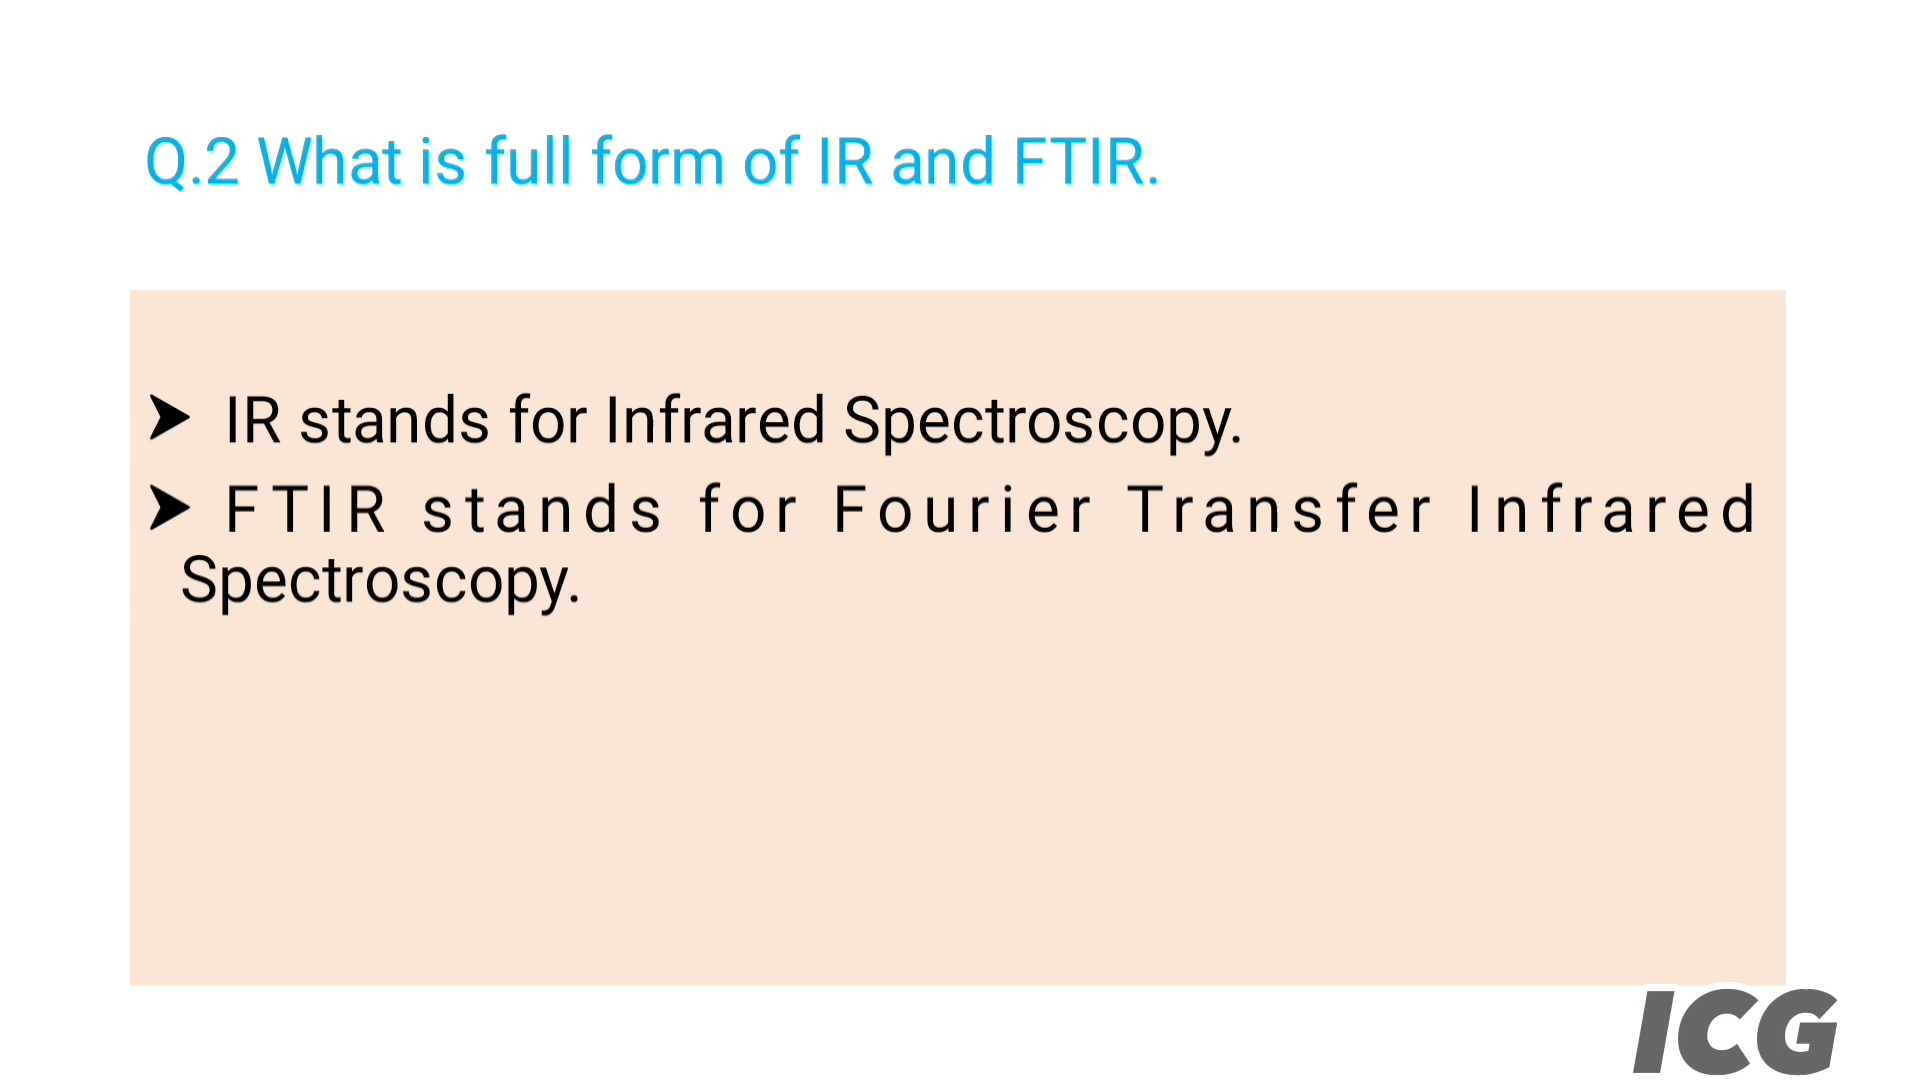 Q.2 What is full form of IR and FTIR.
➤ IR stands for Infrared Spectroscopy.
➤ FTIR stands for Fourier Transfer Infrared
Spectroscopy.
ICG